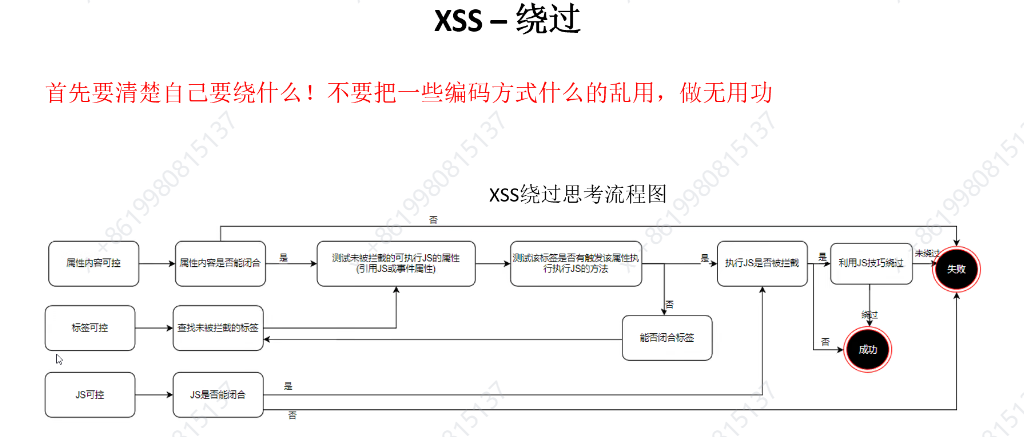 XSS – 绕过
首先要清楚自己要绕什么！不要把一些编码方式什么的乱用，做无用功
XSS绕过思考流程图
否
属性内容可控
属性内容是否能闭合
是
测试未被拦截的可执行JS的属性
(引用JS或事件属性)
测试该标签是否有触发该属性执
行执行JS的方法
是
执行JS是否被拦截
是
利用JS技巧绕过
未绕过
失败
否
绕过
标签可控
查找未被拦截的标签
能否闭合标签
否
成功
JS可控
JS是否能闭合
是
否
+8619980815137
+8619980815137
+8619980815137
+8619980815137
815137
815137
815137